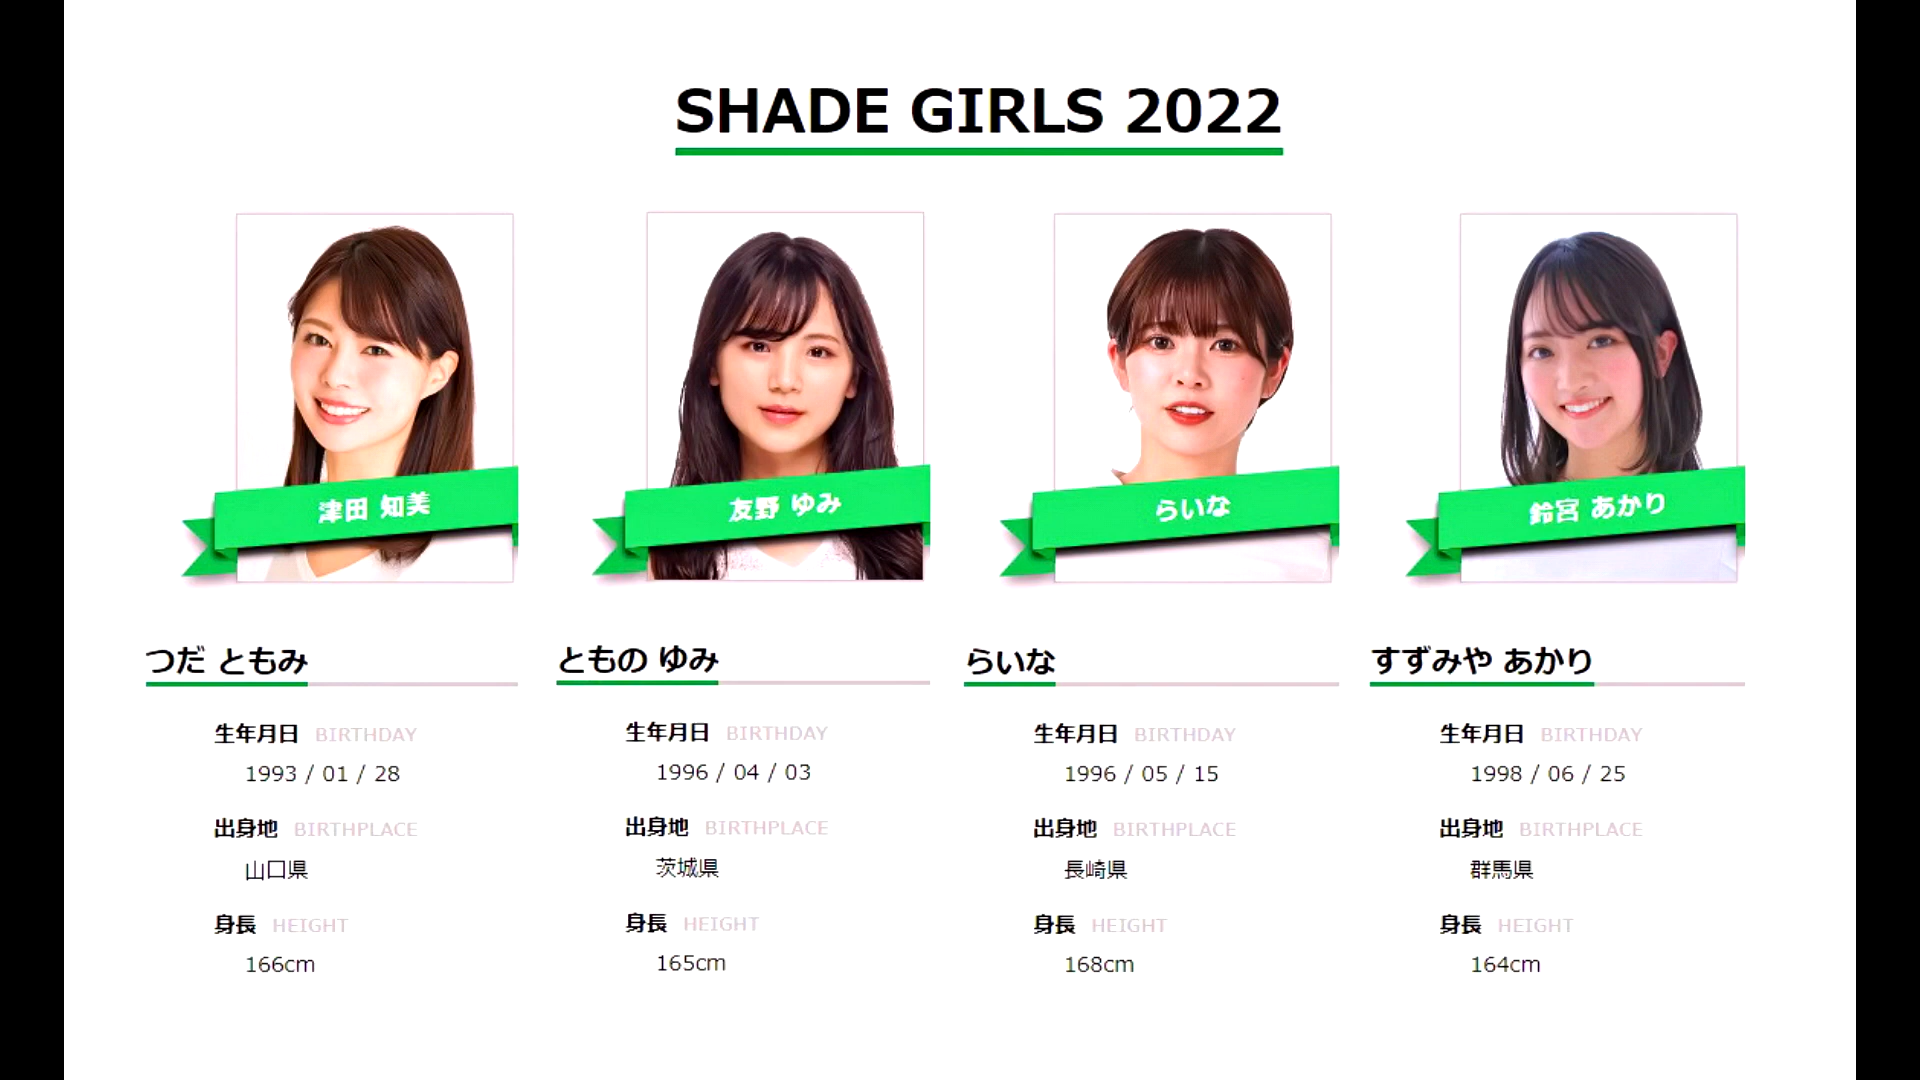 SHADE GIRLS 2022
津田 知美
友野 ゆみ
らいな
鈴宮 あかり
つだ ともみ
生年月日 BIRTHDAY
1993 / 01 / 28
出身地 BIRTHPLACE
山口県
身長 HEIGHT
166cm
ともの ゆみ
生年月日 BIRTHDAY
1996 / 04 / 03
出身地 BIRTHPLACE
茨城県
身長 HEIGHT
165cm
らいな
生年月日 BIRTHDAY
1996 / 05 / 15
出身地 BIRTHPLACE
長崎県
身長 HEIGHT
168cm
すずみや あかり
生年月日 BIRTHDAY
1998 / 06 / 25
出身地 BIRTHPLACE
群馬県
身長 HEIGHT
164cm